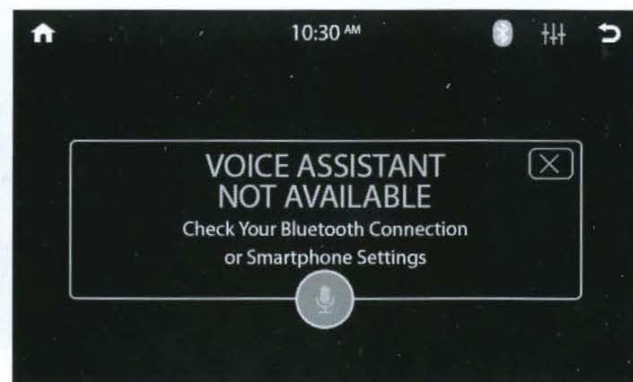 10:30 AM
VOICE ASSISTANT
NOT AVAILABLE
Check Your Bluetooth Connection
or Smartphone Settings